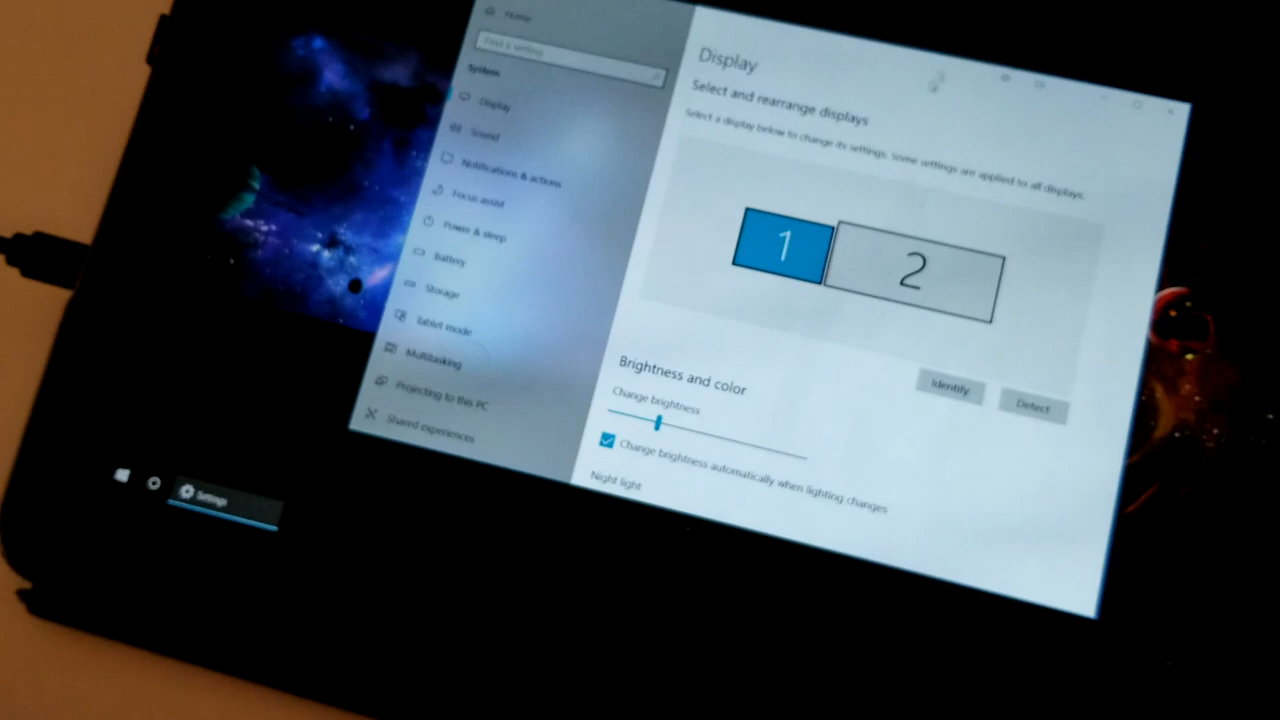 Home
Find a setting
System
Display
Sound
Notifications & actions
Focus assist
Power & sleep
Battery
Storage
Tablet mode
Multitasking
Projecting to this PC
Shared experiences
Display
Select and rearrange displays
Select a display below to change its settings. Some settings are applied to all displays.
1
2
Identify
Detect
Brightness and color
Change brightness
Change brightness automatically when lighting changes
Night light
Settings